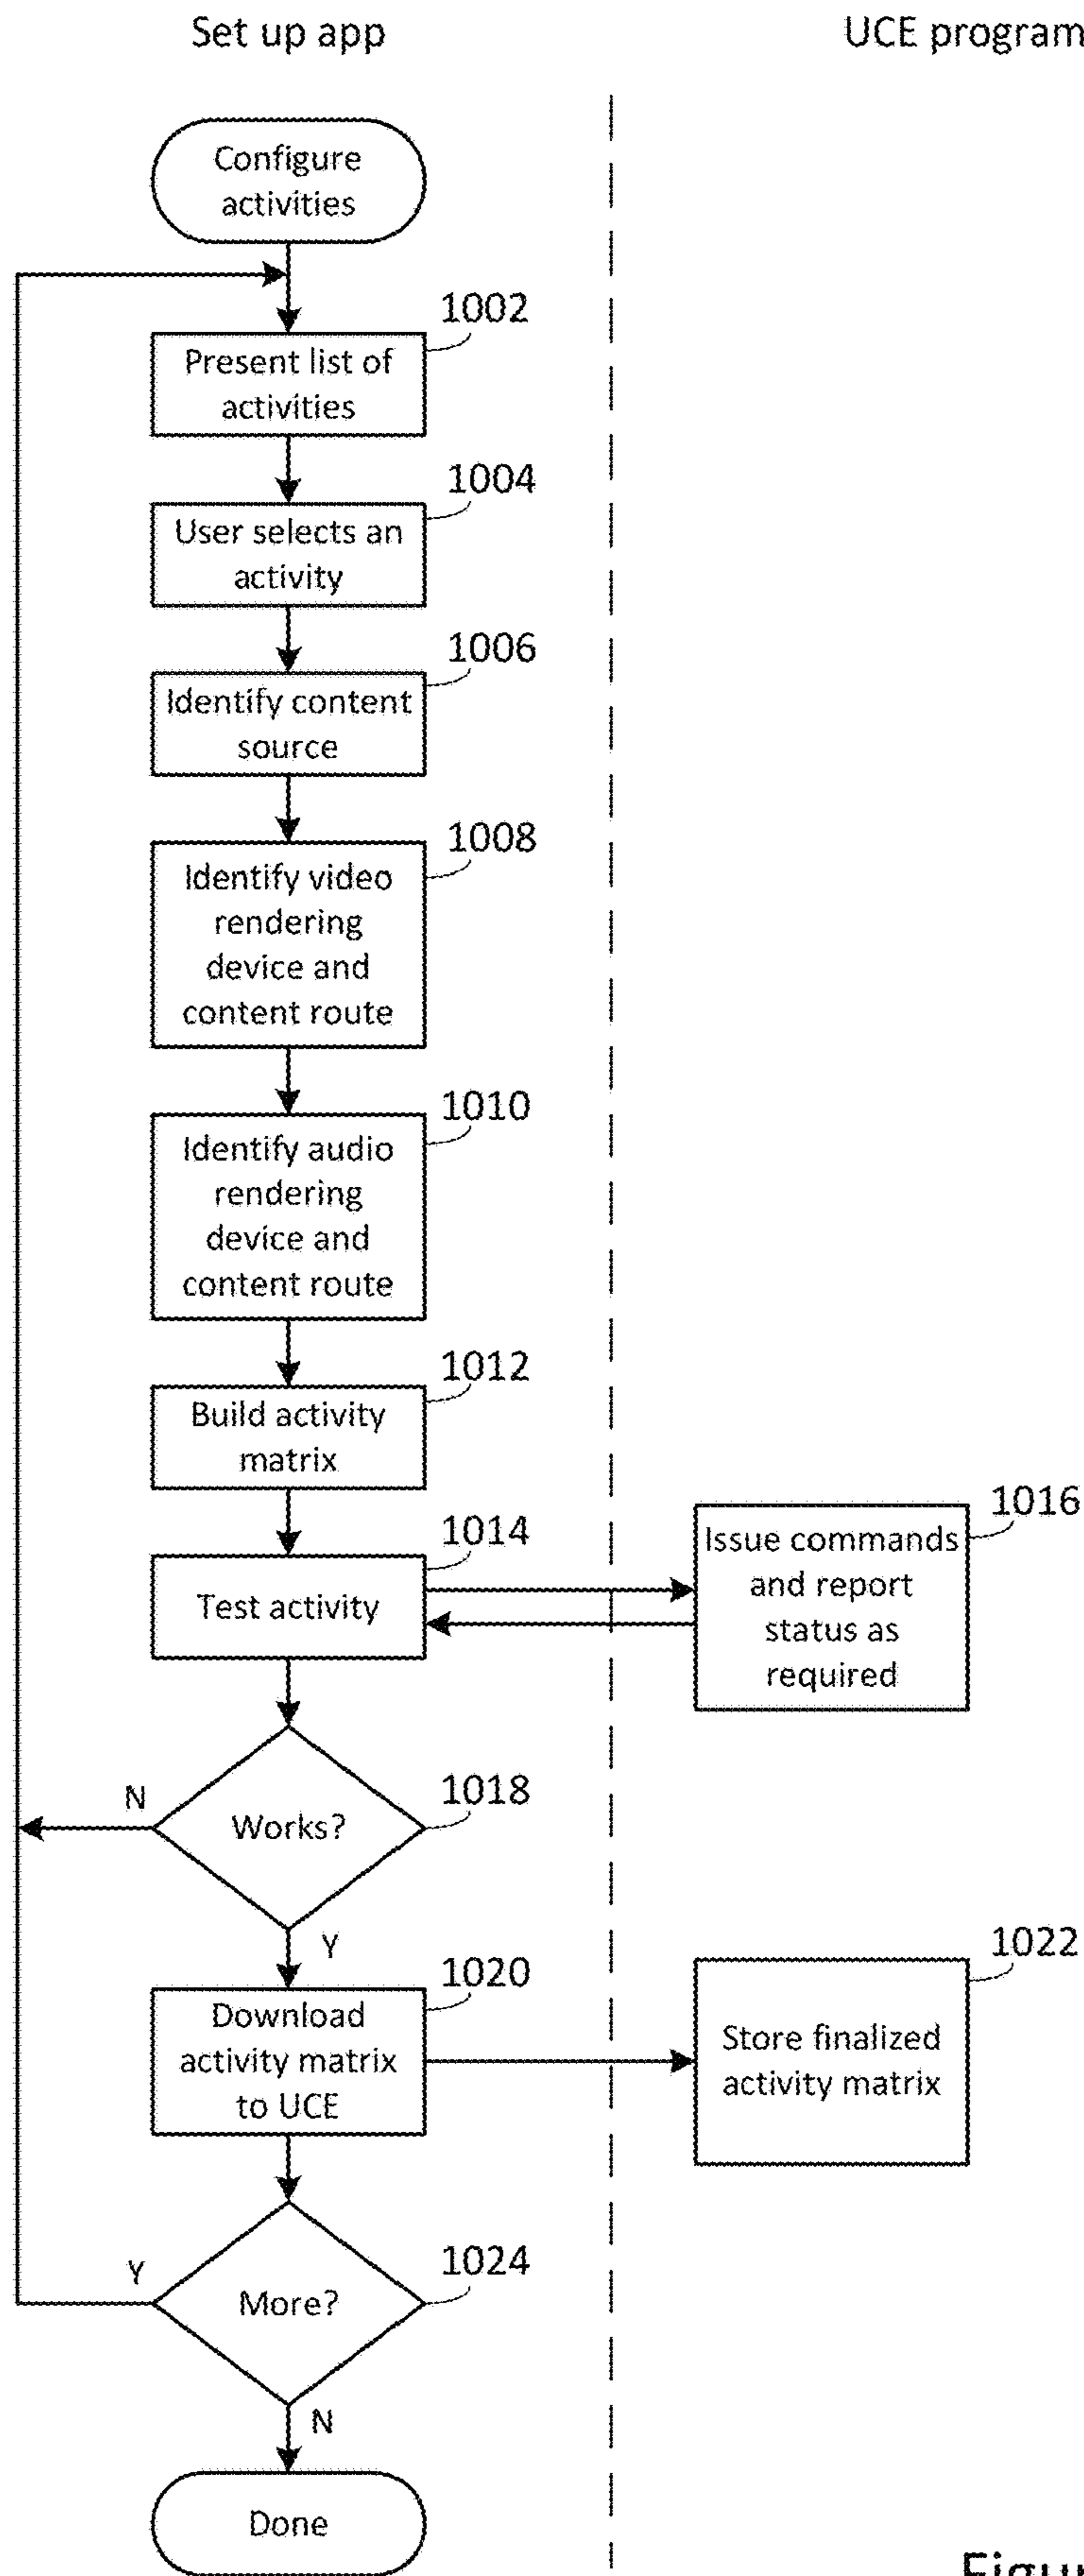 Set up app
UCE program
Configure
activities
1002
Present list of
activities
1004
User selects an
activity
1006
Identify content
source
1008
Identify video
rendering
device and
content route
1010
Identify audio
rendering
device and
content route
1012
Build activity
matrix
1014
Test activity
1016
Issue commands
and report
status as
required
1018
Works?
N
Y
1020
Download
activity matrix
to UCE
1022
Store finalized
activity matrix
1024
More?
Y
N
Done